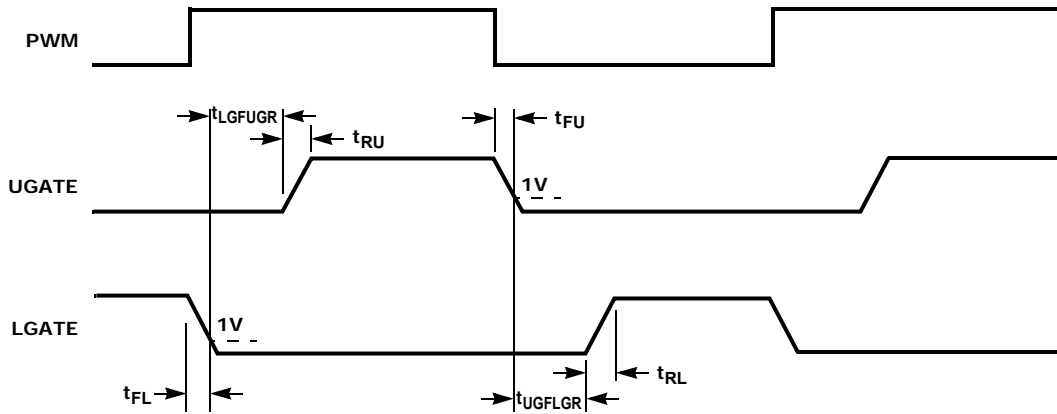 PWM
tLGFUGR
tRU
tFU
UGATE
1V
LGATE
1V
tFL
tRL
tUGFLGR